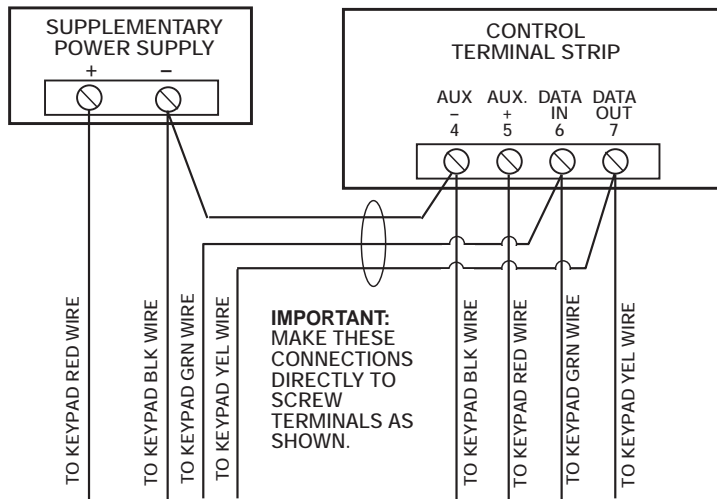 SUPPLEMENTARY
POWER SUPPLY
+ –
CONTROL
TERMINAL STRIP
AUX AUX. DATA DATA
– + IN OUT
4 5 6 7
TO KEYPAD RED WIRE
TO KEYPAD BLK WIRE
TO KEYPAD GRN WIRE
TO KEYPAD YEL WIRE
IMPORTANT:
MAKE THESE
CONNECTIONS
DIRECTLY TO
SCREW
TERMINALS AS
SHOWN.
TO KEYPAD BLK WIRE
TO KEYPAD RED WIRE
TO KEYPAD GRN WIRE
TO KEYPAD YEL WIRE